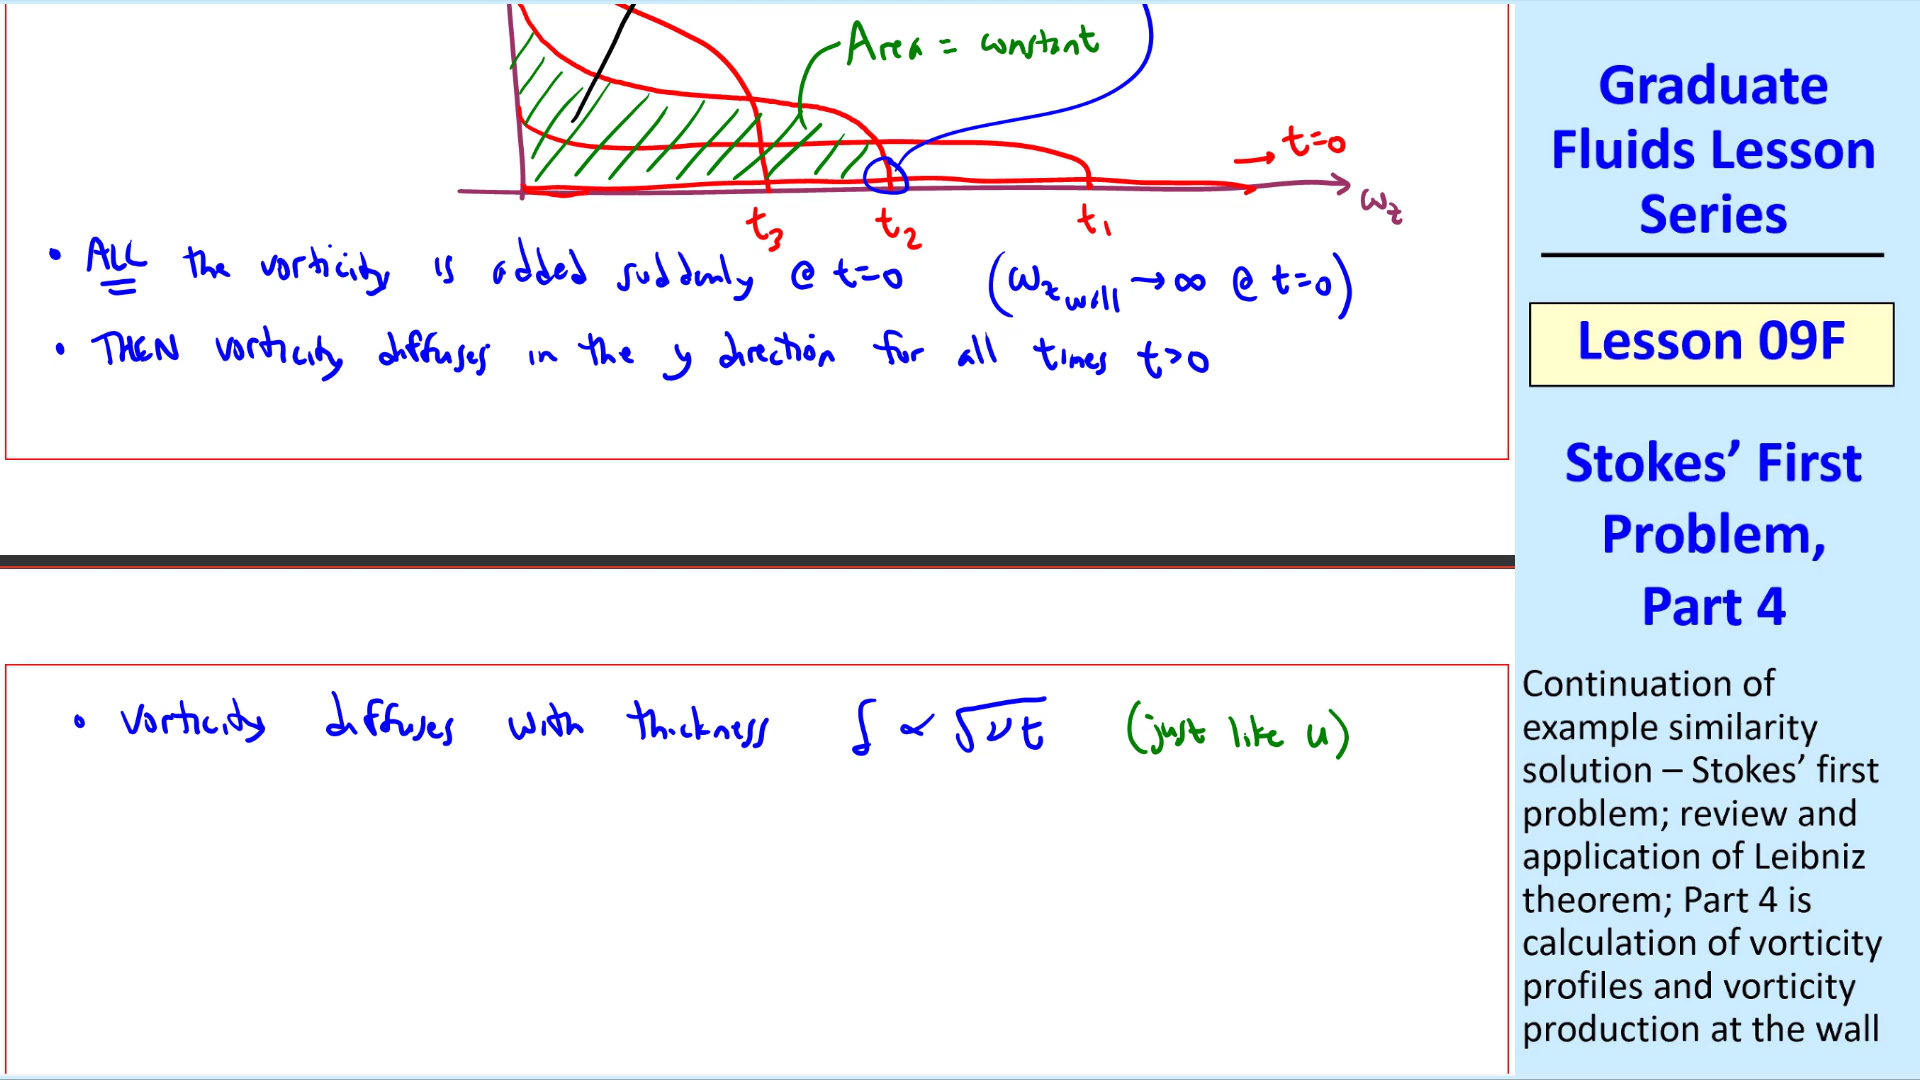 Area = constant
→ t=0
ω_z
t₃ t₂ t₁
• ALL the vorticity is added suddenly @ t=0 (ω_z wall → ∞ @ t=0)
• THEN vorticity diffuses in the y direction for all times t>0
• Vorticity diffuses with thickness δ ∝ √νt (just like u)
Graduate
Fluids Lesson
Series
Lesson 09F
Stokes’ First
Problem,
Part 4
Continuation of
example similarity
solution – Stokes’ first
problem; review and
application of Leibniz
theorem; Part 4 is
calculation of vorticity
profiles and vorticity
production at the wall